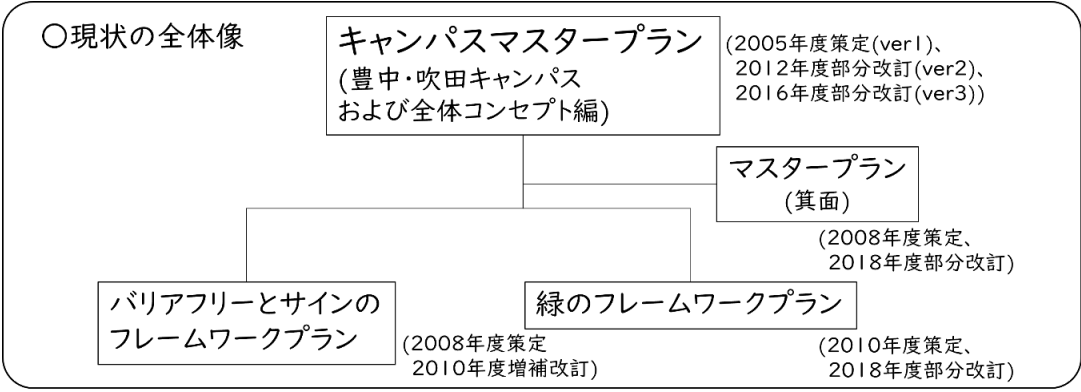 〇現状の全体像
キャンパスマスタープラン
(豊中・吹田キャンパス
および全体コンセプト編)
(2005年度策定(ver1)、
2012年度部分改訂(ver2)、
2016年度部分改訂(ver3))
マスタープラン
(箕面)
(2008年度策定、
2018年度部分改訂)
バリアフリーとサインの
フレームワークプラン
(2008年度策定
2010年度増補改訂)
緑のフレームワークプラン
(2010年度策定、
2018年度部分改訂)